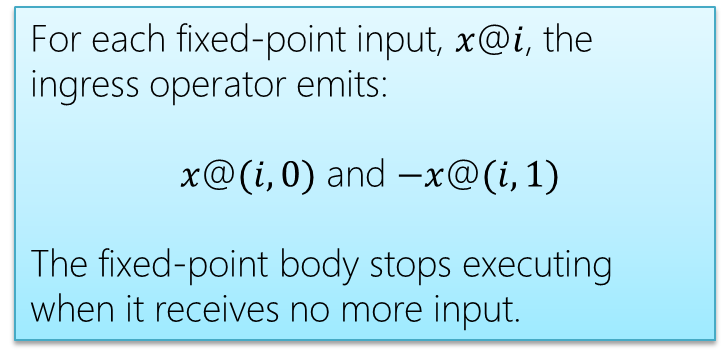 For each fixed-point input, x@i, the
ingress operator emits:
x@(i, 0) and −x@(i, 1)
The fixed-point body stops executing
when it receives no more input.